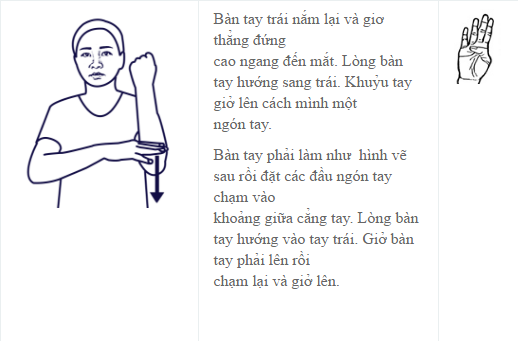 Bàn tay trái nắm lại và giơ
thẳng đứng
cao ngang đến mắt. Lòng bàn
tay hướng sang trái. Khuỷu tay
giở lên cách mình một
ngón tay.
Bàn tay phải làm như hình vẽ
sau rồi đặt các đầu ngón tay
chạm vào
khoảng giữa cẳng tay. Lòng bàn
tay hướng vào tay trái. Giở bàn
tay phải lên rồi
chạm lại và giở lên.